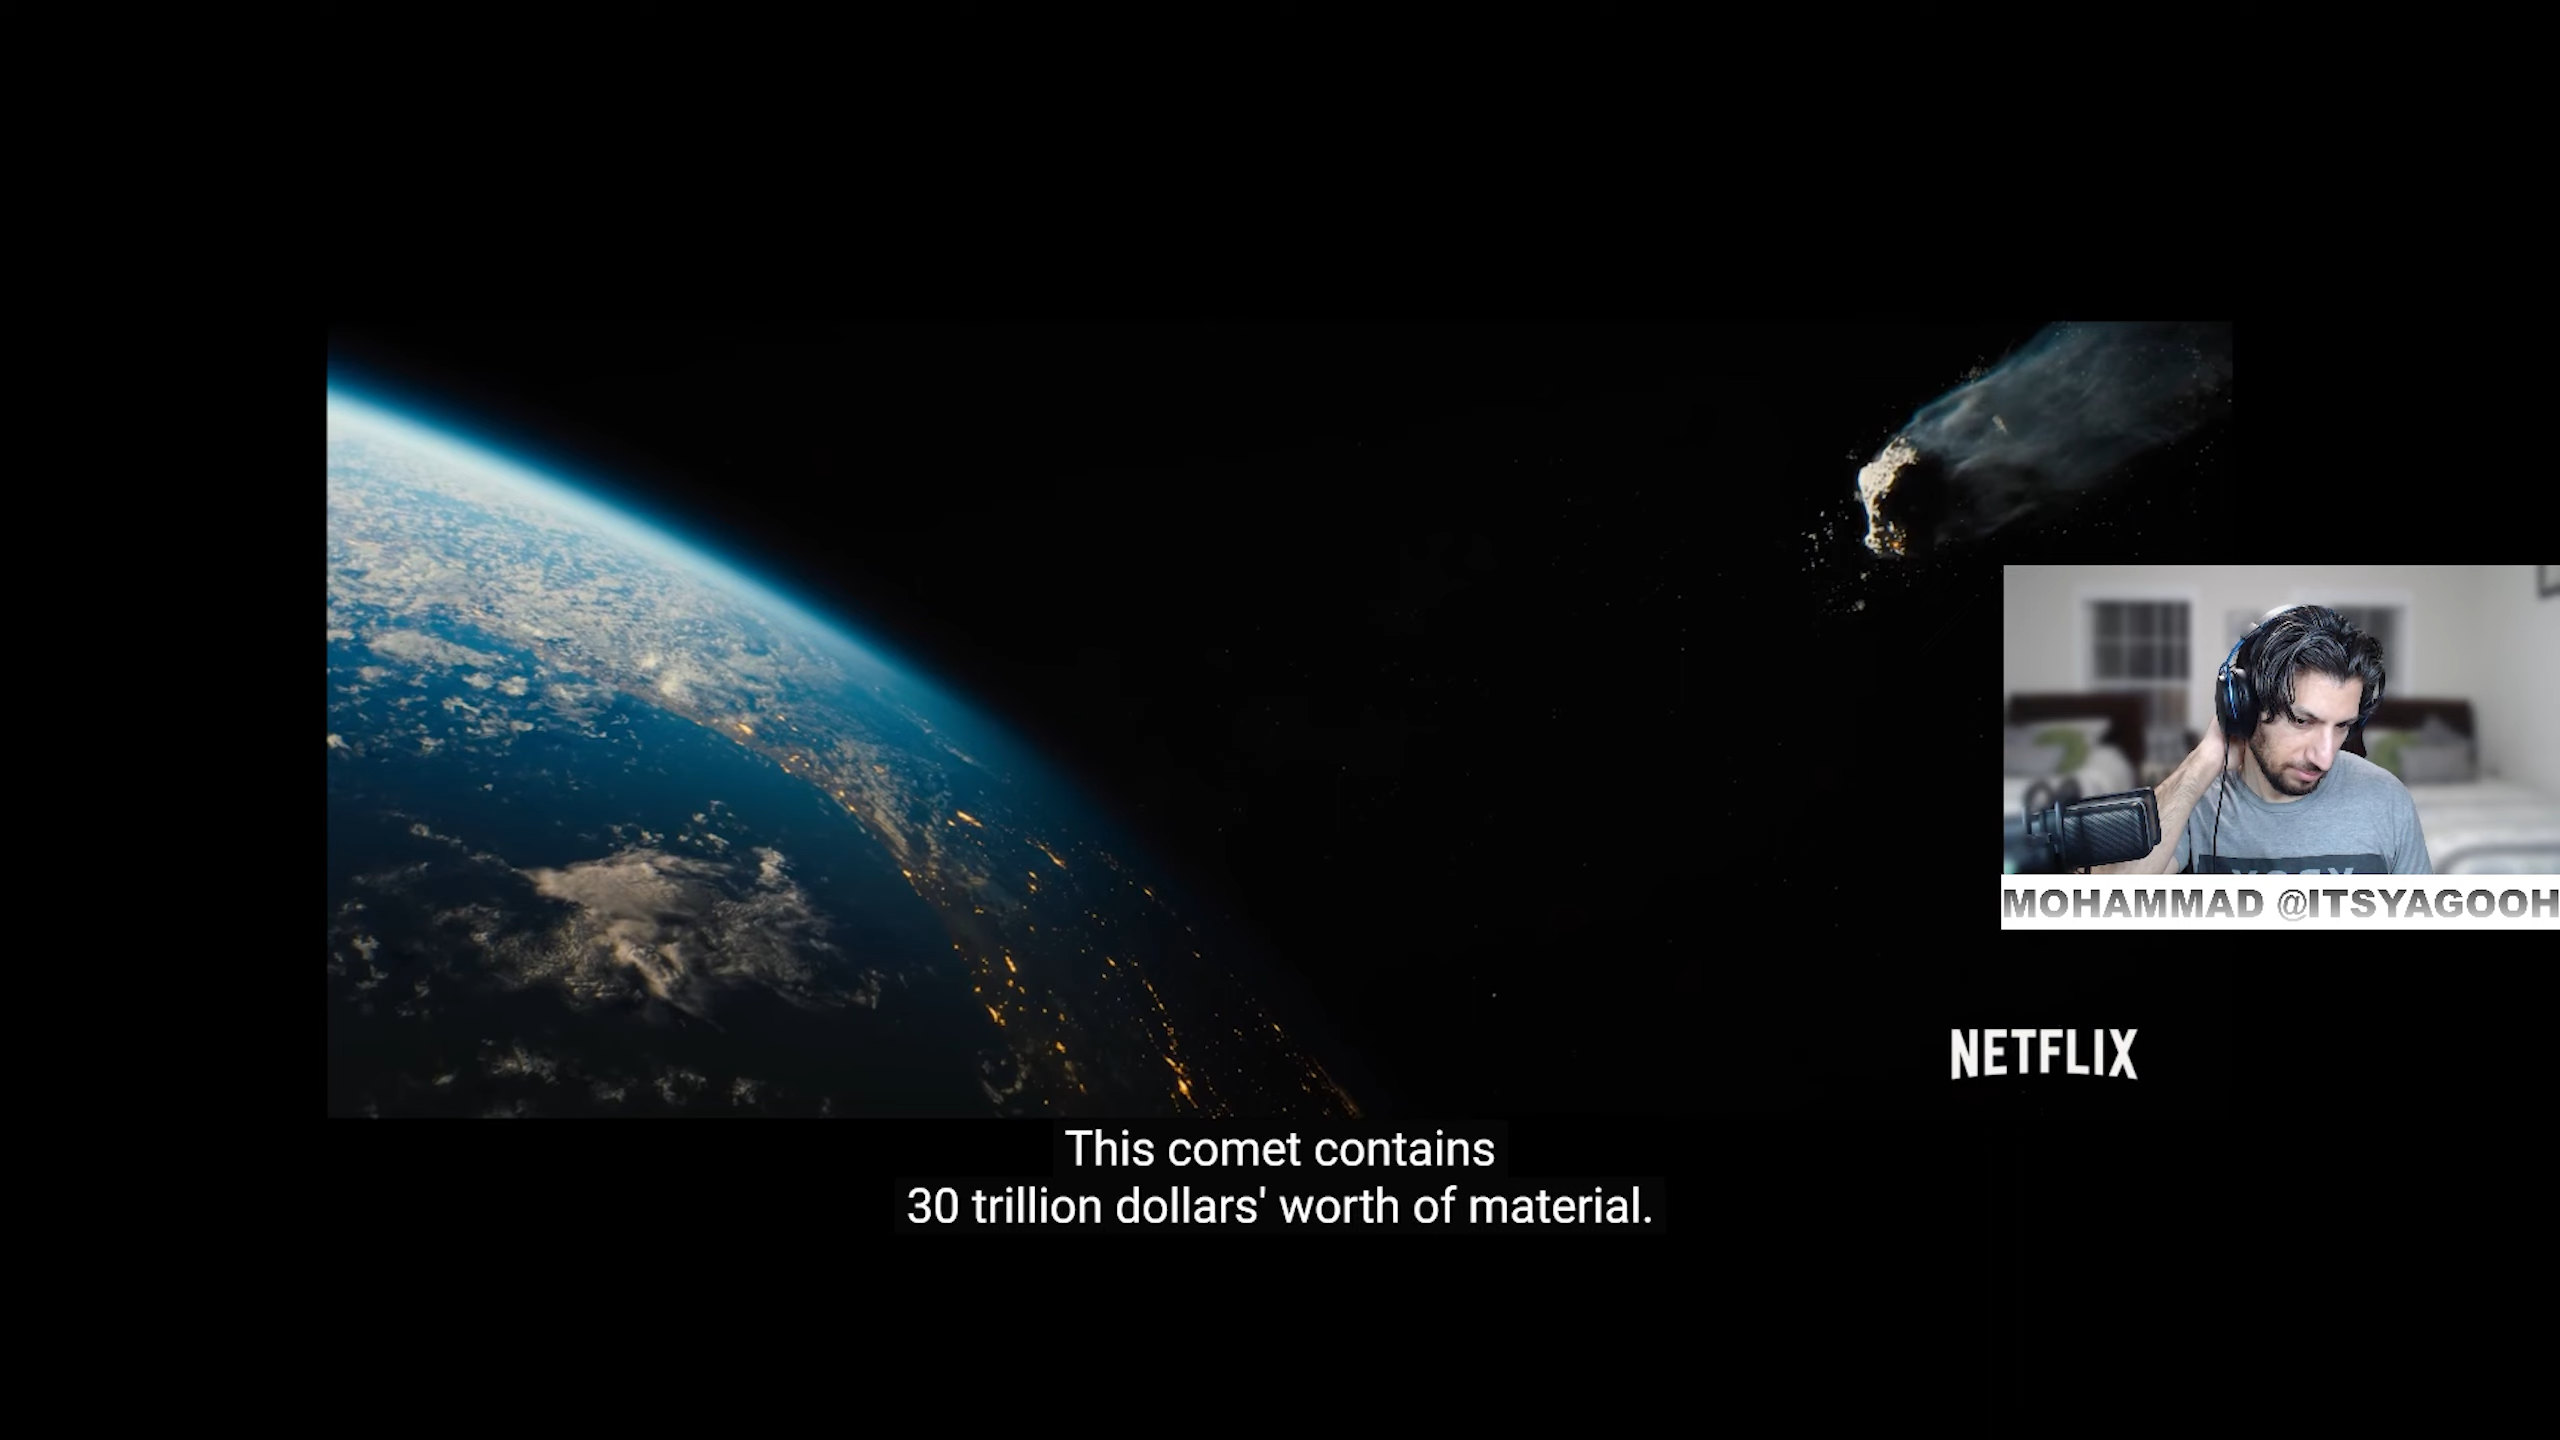 MOHAMMAD @ITSYAGOOH
NETFLIX
This comet contains
30 trillion dollars' worth of material.